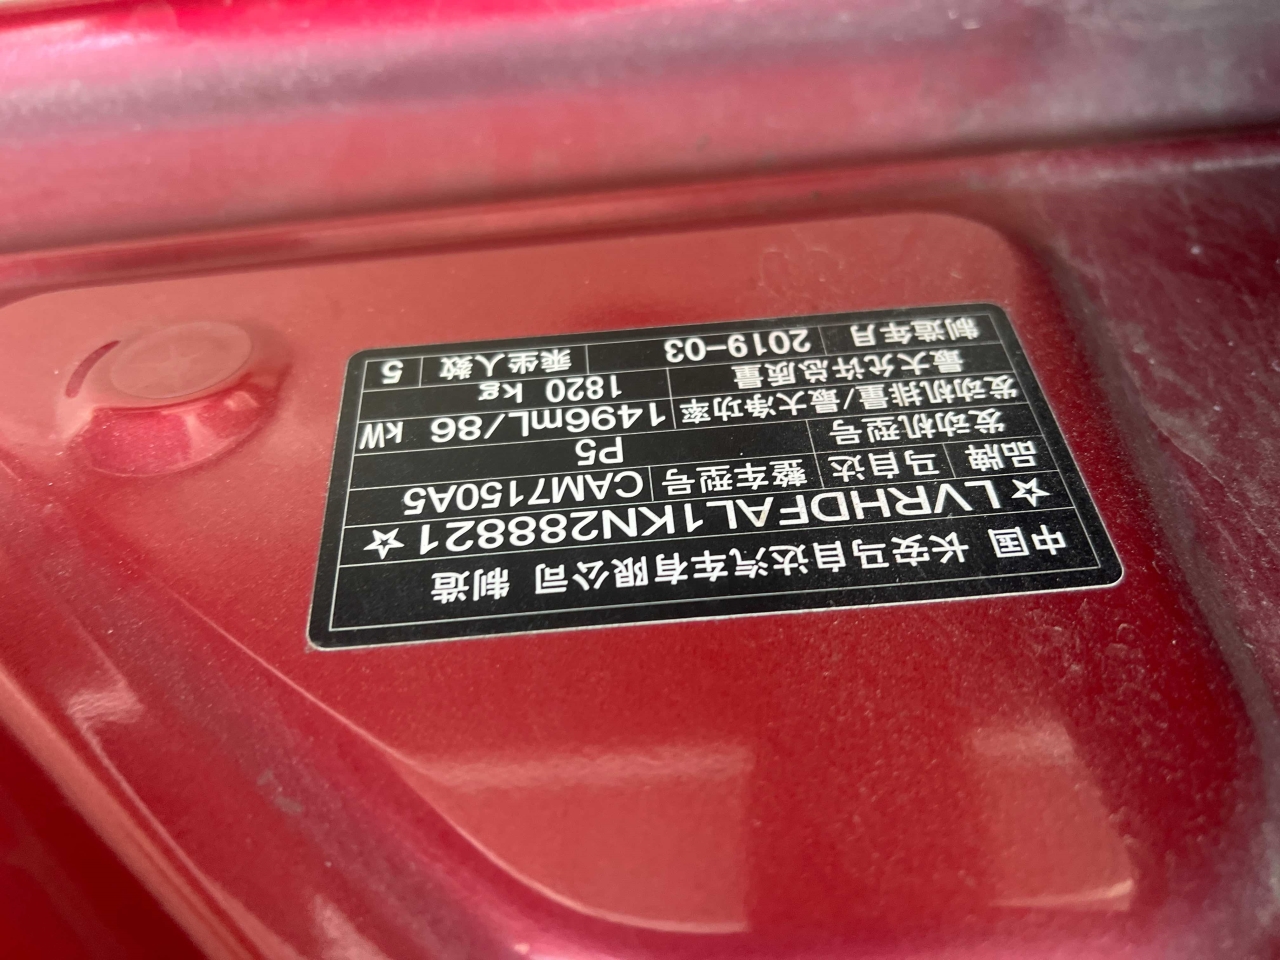 中国 长安马自达汽车有限公司 制造
☆LVRHDFAL1KN288821☆
品牌 马自达 整车型号 CAM7150A5
发动机型号 P5
发动机排量/最大净功率 1496mL/86 kW
最大允许总质量 1820 kg
制造年月 2019-03 乘坐人数 5